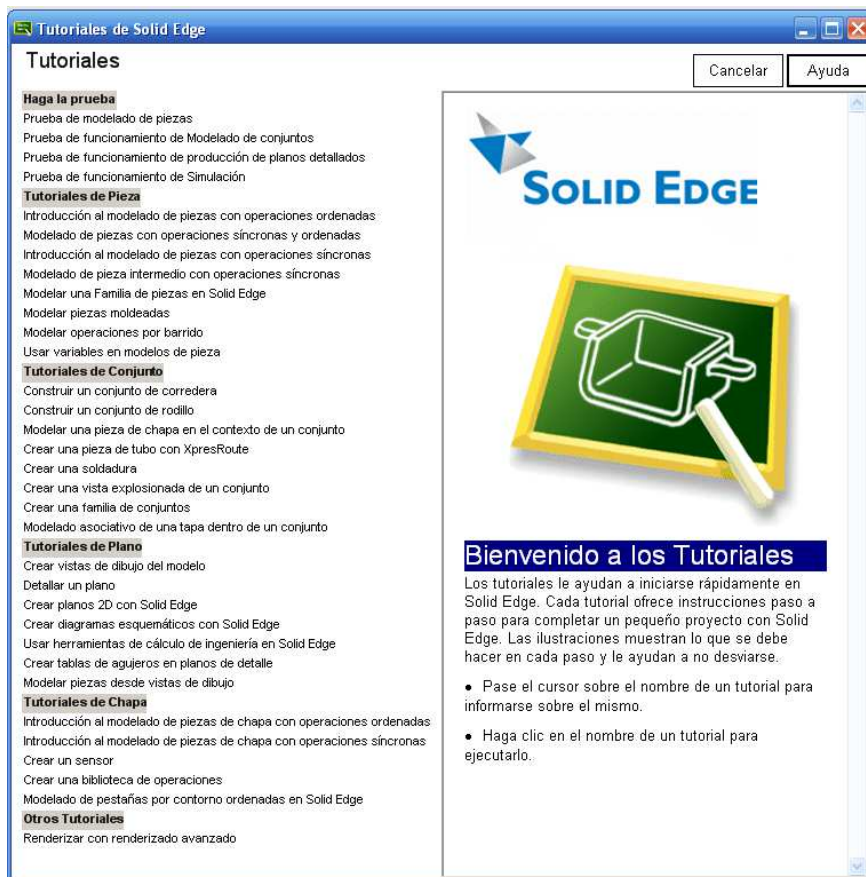 Tutoriales de Solid Edge
Tutoriales
Cancelar
Ayuda
Haga la prueba
Prueba de modelado de piezas
Prueba de funcionamiento de Modelado de conjuntos
Prueba de funcionamiento de producción de planos detallados
Prueba de funcionamiento de Simulación
Tutoriales de Pieza
Introducción al modelado de piezas con operaciones ordenadas
Modelado de piezas con operaciones síncronas y ordenadas
Introducción al modelado de piezas con operaciones síncronas
Modelado de pieza intermedio con operaciones síncronas
Modelar una Familia de piezas en Solid Edge
Modelar piezas moldeadas
Modelar operaciones por barrido
Usar variables en modelos de pieza
Tutoriales de Conjunto
Construir un conjunto de corredera
Construir un conjunto de rodillo
Modelar una pieza de chapa en el contexto de un conjunto
Crear una pieza de tubo con XpresRoute
Crear una soldadura
Crear una vista explosionada de un conjunto
Crear una familia de conjuntos
Modelado asociativo de una tapa dentro de un conjunto
Tutoriales de Plano
Crear vistas de dibujo del modelo
Detallar un plano
Crear planos 2D con Solid Edge
Crear diagramas esquemáticos con Solid Edge
Usar herramientas de cálculo de ingeniería en Solid Edge
Crear tablas de agujeros en planos de detalle
Modelar piezas desde vistas de dibujo
Tutoriales de Chapa
Introducción al modelado de piezas de chapa con operaciones ordenadas
Introducción al modelado de piezas de chapa con operaciones síncronas
Crear un sensor
Crear una biblioteca de operaciones
Modelado de pestañas por contorno ordenadas en Solid Edge
Otros Tutoriales
Renderizar con renderizado avanzado
SOLID EDGE
Bienvenido a los Tutoriales
Los tutoriales le ayudan a iniciarse rápidamente en
Solid Edge. Cada tutorial ofrece instrucciones paso a
paso para completar un pequeño proyecto con Solid
Edge. Las ilustraciones muestran lo que se debe
hacer en cada paso y le ayudan a no desviarse.
● Pase el cursor sobre el nombre de un tutorial para
informarse sobre el mismo.
● Haga clic en el nombre de un tutorial para
ejecutarlo.